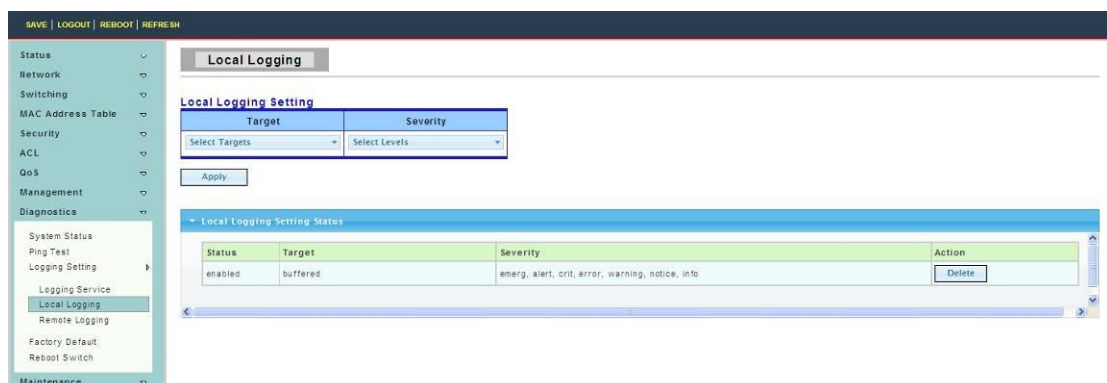 SAVE | LOGOUT | REBOOT | REFRESH
Status
Network
Switching
MAC Address Table
Security
ACL
QoS
Management
Diagnostics
System Status
Ping Test
Logging Setting
Logging Service
Local Logging
Remote Logging
Factory Default
Reboot Switch
Maintenance
Local Logging
Local Logging Setting
Target Severity
Select Targets Select Levels
Apply
Local Logging Setting Status
Status Target Severity Action
enabled buffered emerg, alert, crit, error, warning, notice, info Delete